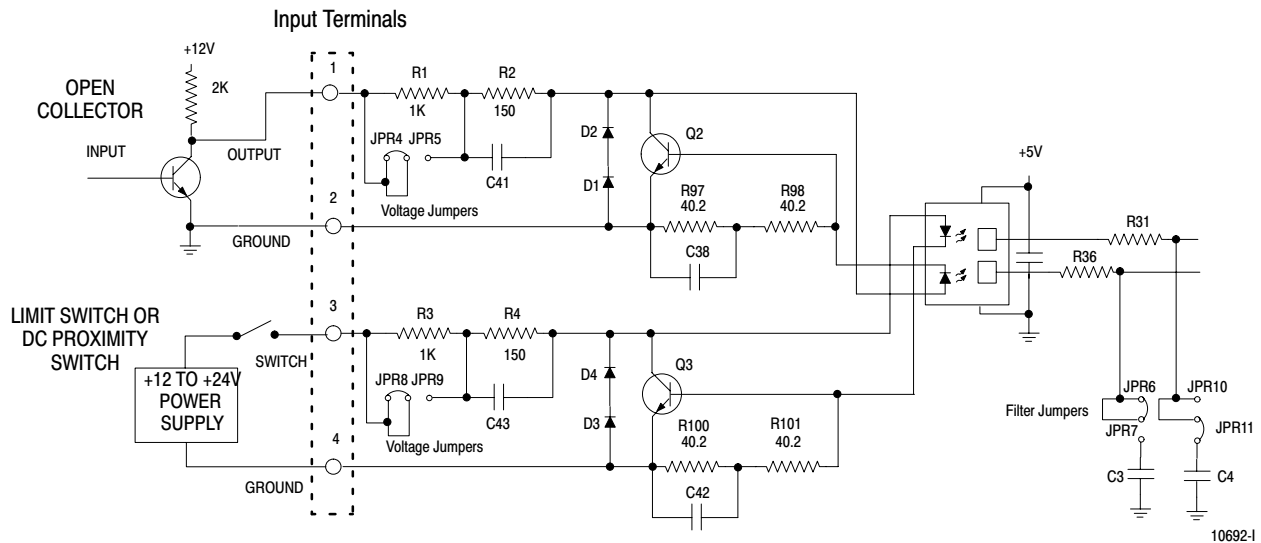 Input Terminals
+12V
2K
OPEN
COLLECTOR
INPUT
OUTPUT
GROUND
1
2
R1
1K
R2
150
JPR4 JPR5
C41
Voltage Jumpers
D2
D1
Q2
R97
40.2
R98
40.2
C38
+5V
R31
R36
LIMIT SWITCH OR
DC PROXIMITY
SWITCH
+12 TO +24V
POWER
SUPPLY
SWITCH
GROUND
3
4
R3
1K
R4
150
JPR8 JPR9
C43
Voltage Jumpers
D4
D3
Q3
R100
40.2
R101
40.2
C42
Filter Jumpers
JPR6
JPR7
C3
JPR10
JPR11
C4
10692-I